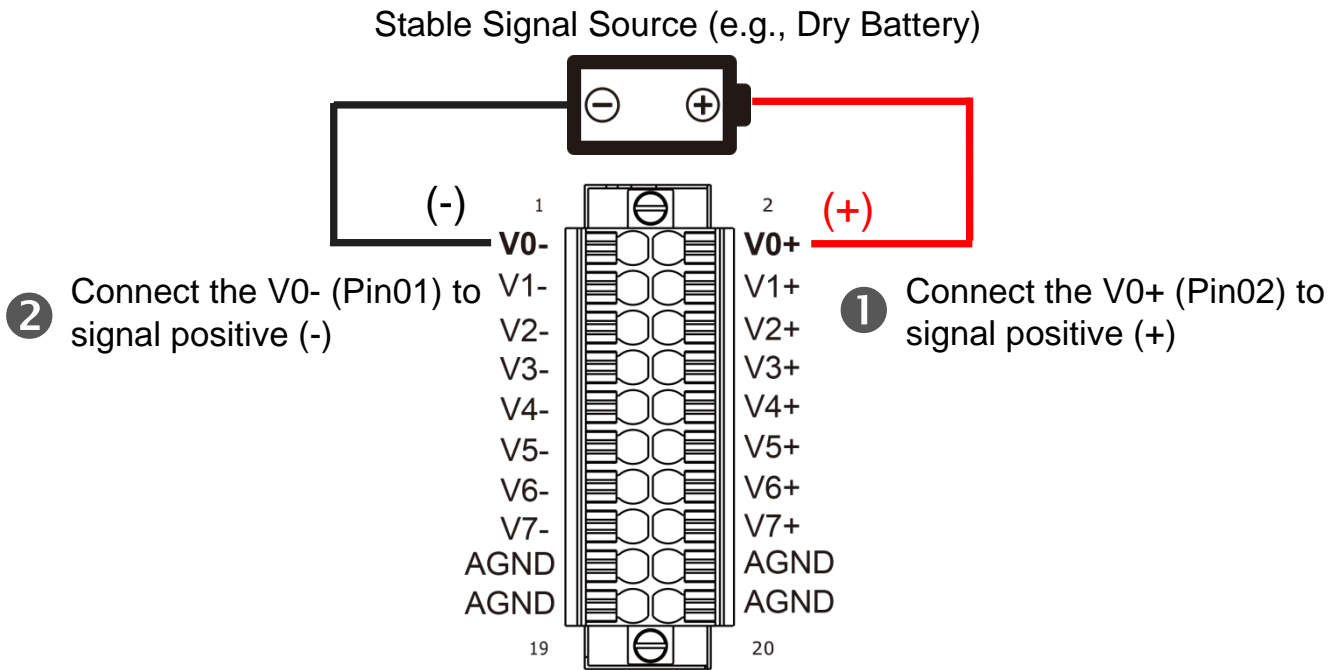 Stable Signal Source (e.g., Dry Battery)
(-) 1 2 (+)
V0- V0+
❷ Connect the V0- (Pin01) to
signal positive (-)
❶ Connect the V0+ (Pin02) to
signal positive (+)
V1- V1+
V2- V2+
V3- V3+
V4- V4+
V5- V5+
V6- V6+
V7- V7+
AGND AGND
AGND AGND
19 20